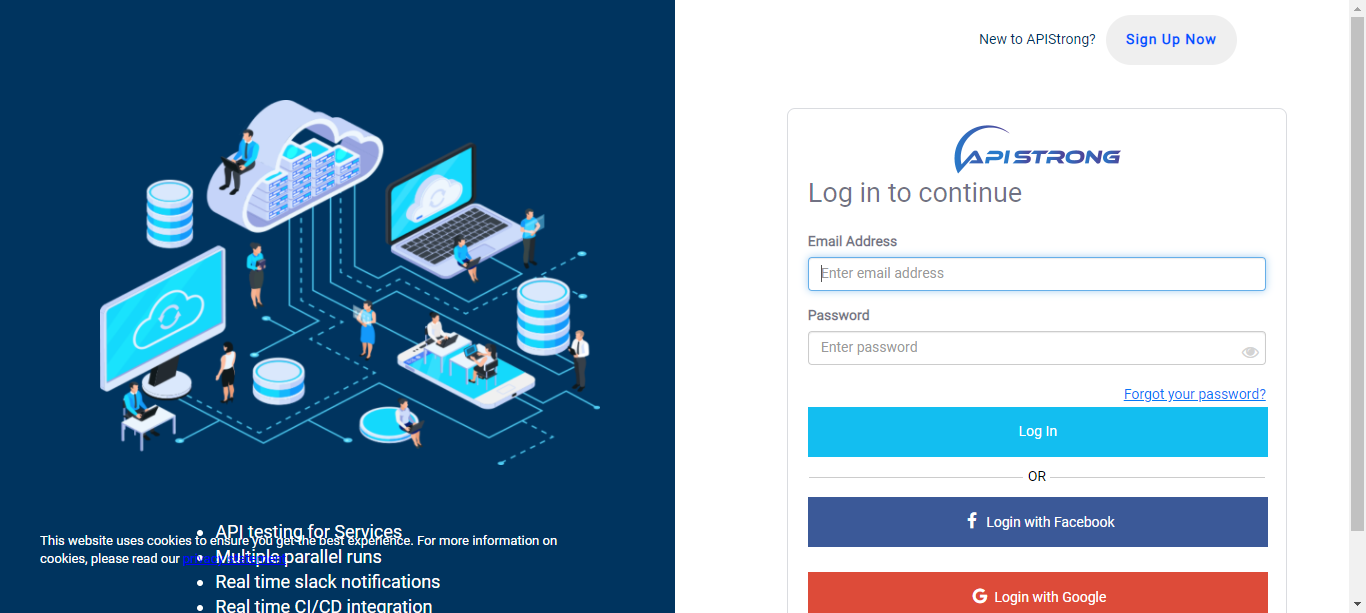 New to APIStrong?
Sign Up Now
API STRONG
Log in to continue
Email Address
Enter email address
Password
Enter password
Forgot your password?
Log In
OR
Login with Facebook
Login with Google
API testing for Services
This website uses cookies to ensure you get the best experience. For more information on
cookies, please read our
Multiple parallel runs
Real time slack notifications
Real time CI/CD integration